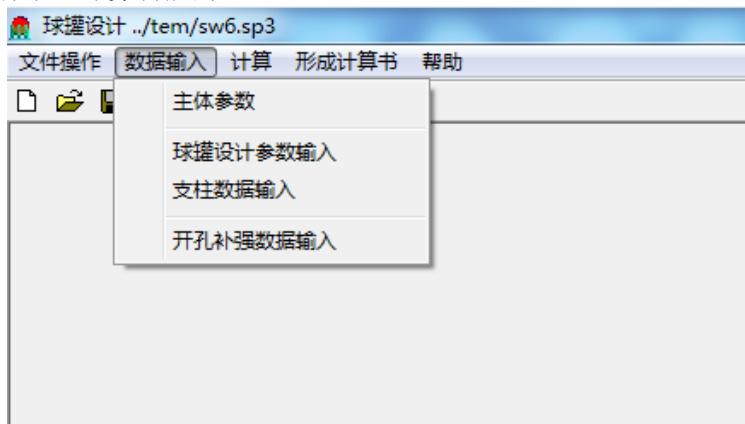 球罐设计 ../tem/sw6.sp3
文件操作 数据输入 计算 形成计算书 帮助
主体参数
球罐设计参数输入
支柱数据输入
开孔补强数据输入